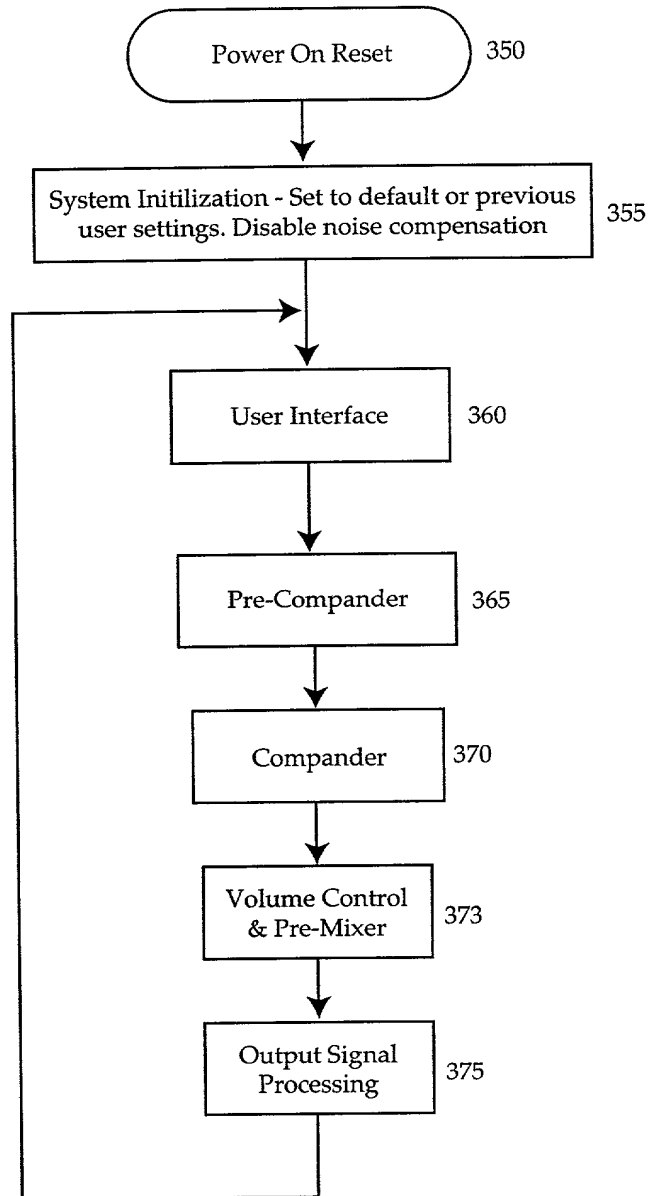 Power On Reset
350
System Initilization - Set to default or previous
user settings. Disable noise compensation
355
User Interface
360
Pre-Compander
365
Compander
370
Volume Control
& Pre-Mixer
373
Output Signal
Processing
375